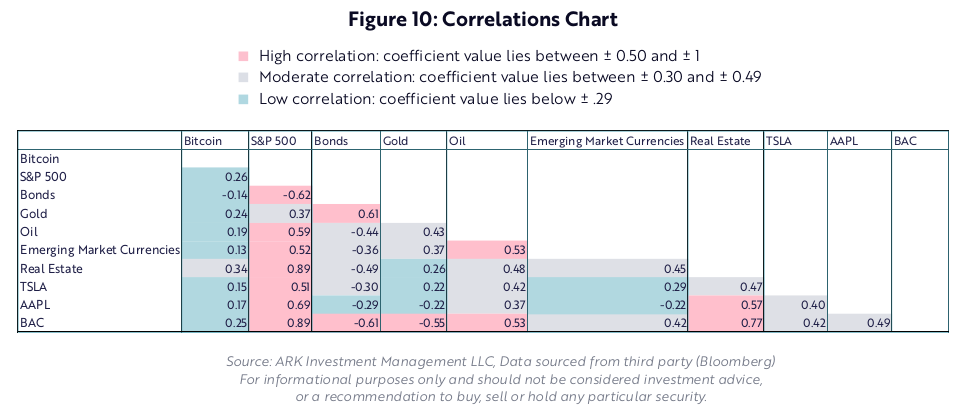 Figure 10: Correlations Chart
High correlation: coefficient value lies between ± 0.50 and ± 1
Moderate correlation: coefficient value lies between ± 0.30 and ± 0.49
Low correlation: coefficient value lies below ± .29
Bitcoin S&P 500 Bonds Gold Oil Emerging Market Currencies Real Estate TSLA AAPL BAC
Bitcoin
S&P 500 0.26
Bonds -0.14 -0.62
Gold 0.24 0.37 0.61
Oil 0.19 0.59 -0.44 0.43
Emerging Market Currencies 0.13 0.52 -0.36 0.37 0.53
Real Estate 0.34 0.89 -0.49 0.26 0.48 0.45
TSLA 0.15 0.51 -0.30 0.22 0.42 0.29 0.47
AAPL 0.17 0.69 -0.29 -0.22 0.37 -0.22 0.57 0.40
BAC 0.25 0.89 -0.61 -0.55 0.53 0.42 0.77 0.42 0.49
Source: ARK Investment Management LLC, Data sourced from third party (Bloomberg)
For informational purposes only and should not be considered investment advice,
or a recommendation to buy, sell or hold any particular security.